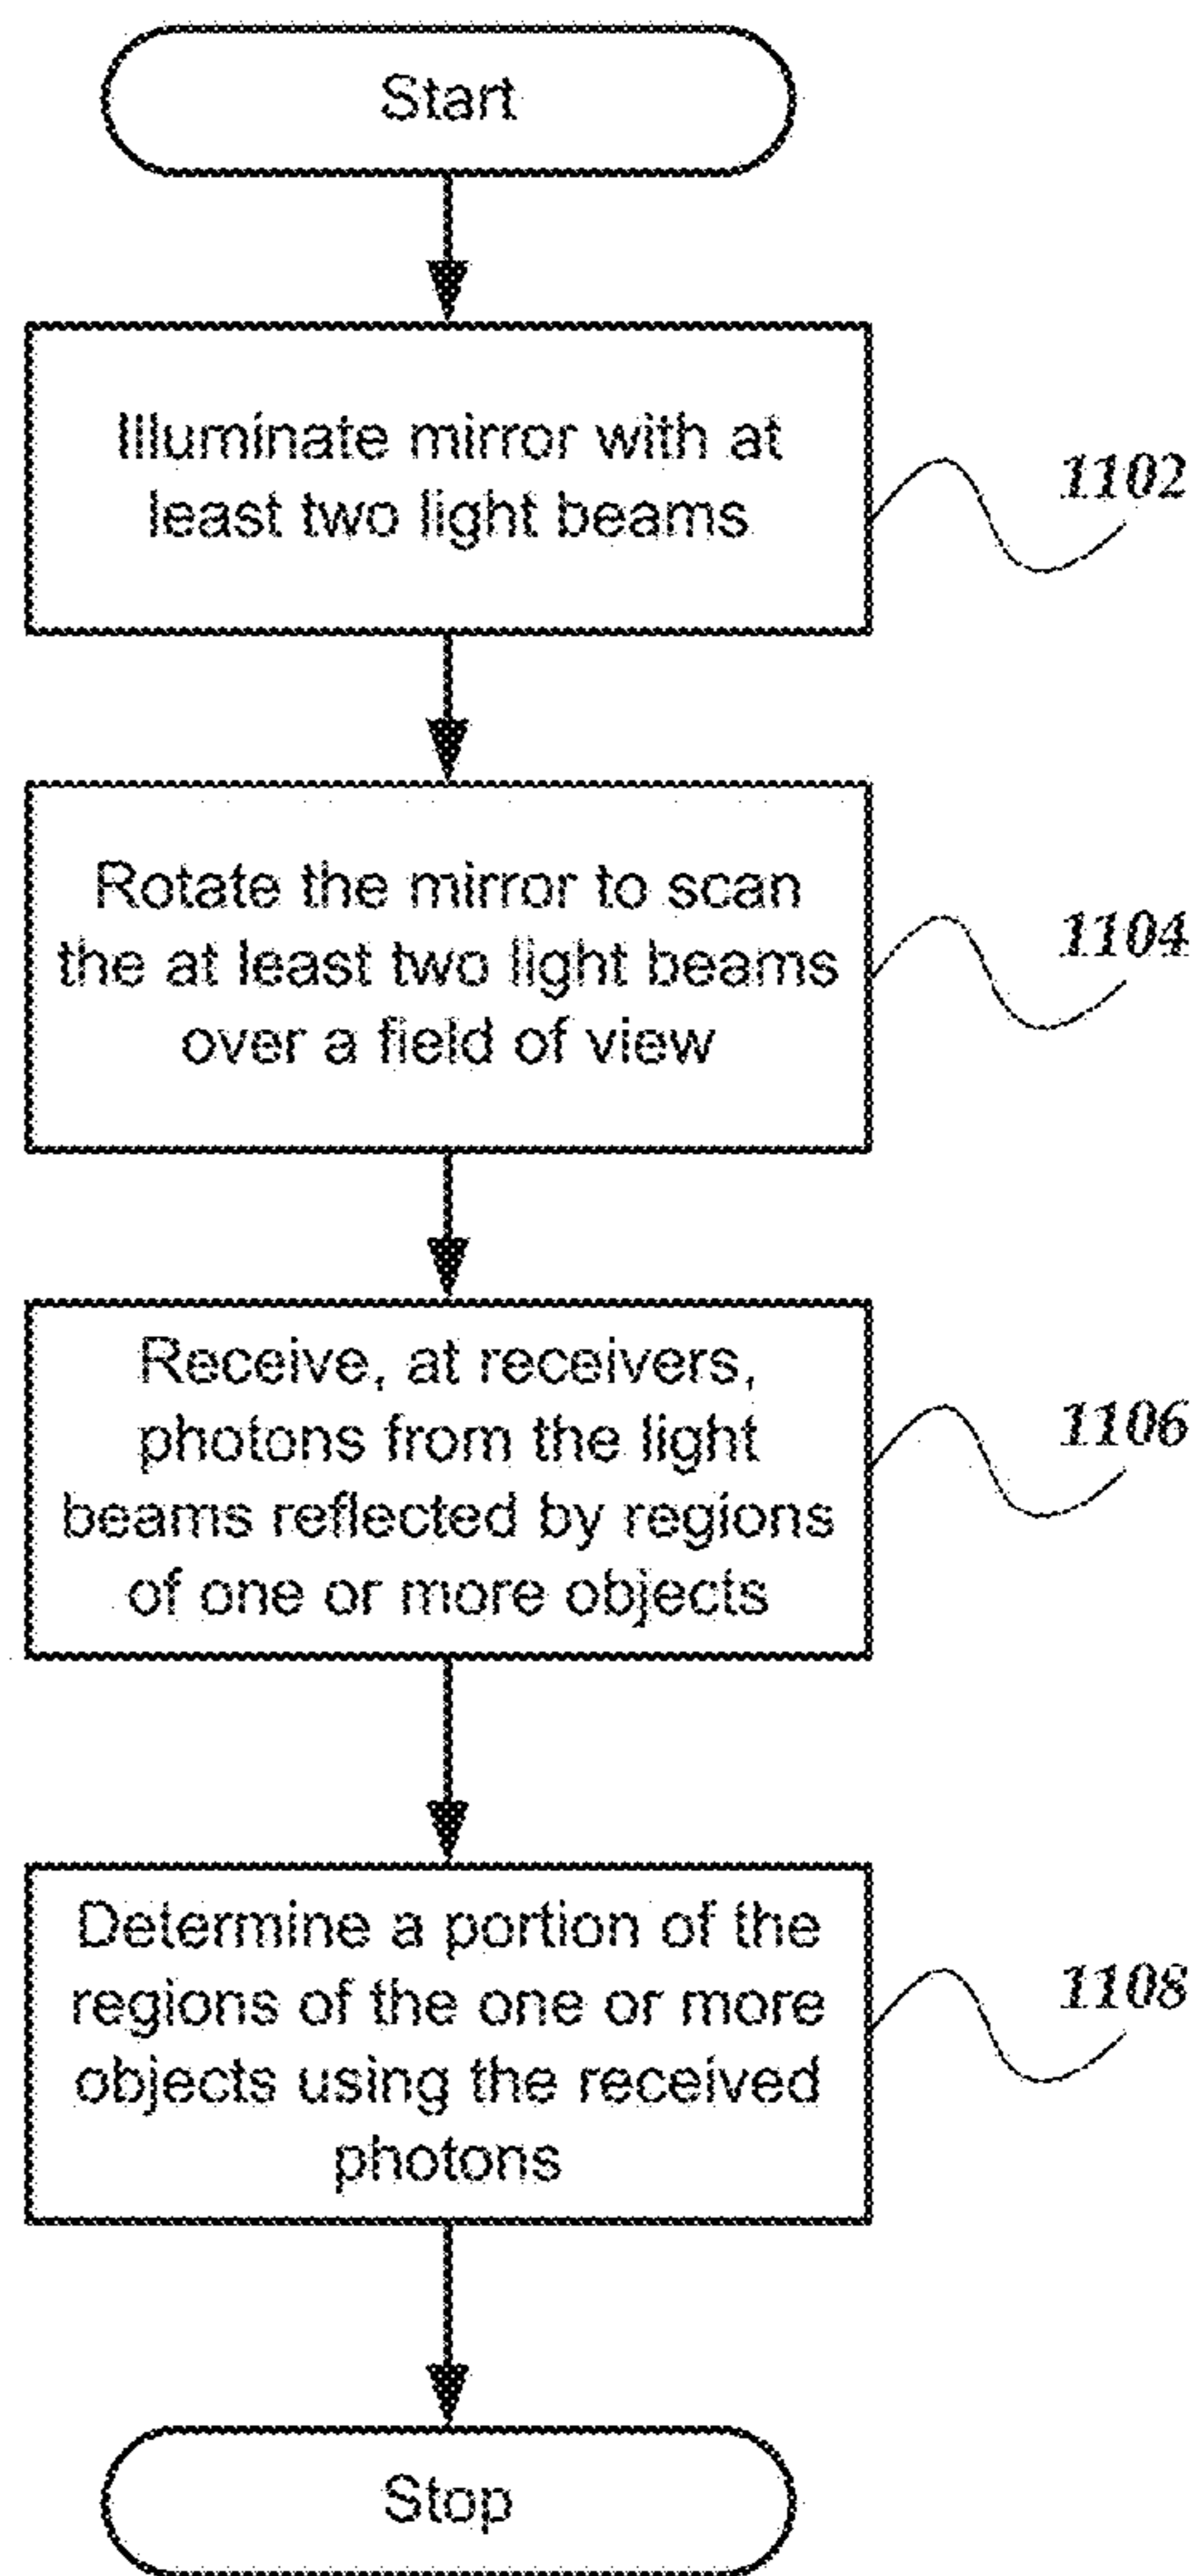 Start
Illuminate mirror with at
least two light beams
1102
Rotate the mirror to scan
the at least two light beams
over a field of view
1104
Receive, at receivers,
photons from the light
beams reflected by regions
of one or more objects
1106
Determine a portion of the
regions of the one or more
objects using the received
photons
1108
Stop